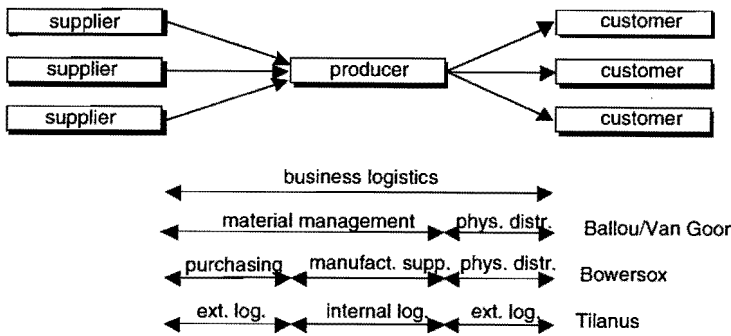 supplier customer
supplier producer customer
supplier customer
business logistics
material management phys. distr. Ballou/Van Goor
purchasing manufact. supp. phys. distr. Bowersox
ext. log. internal log. ext. log. Tilanus